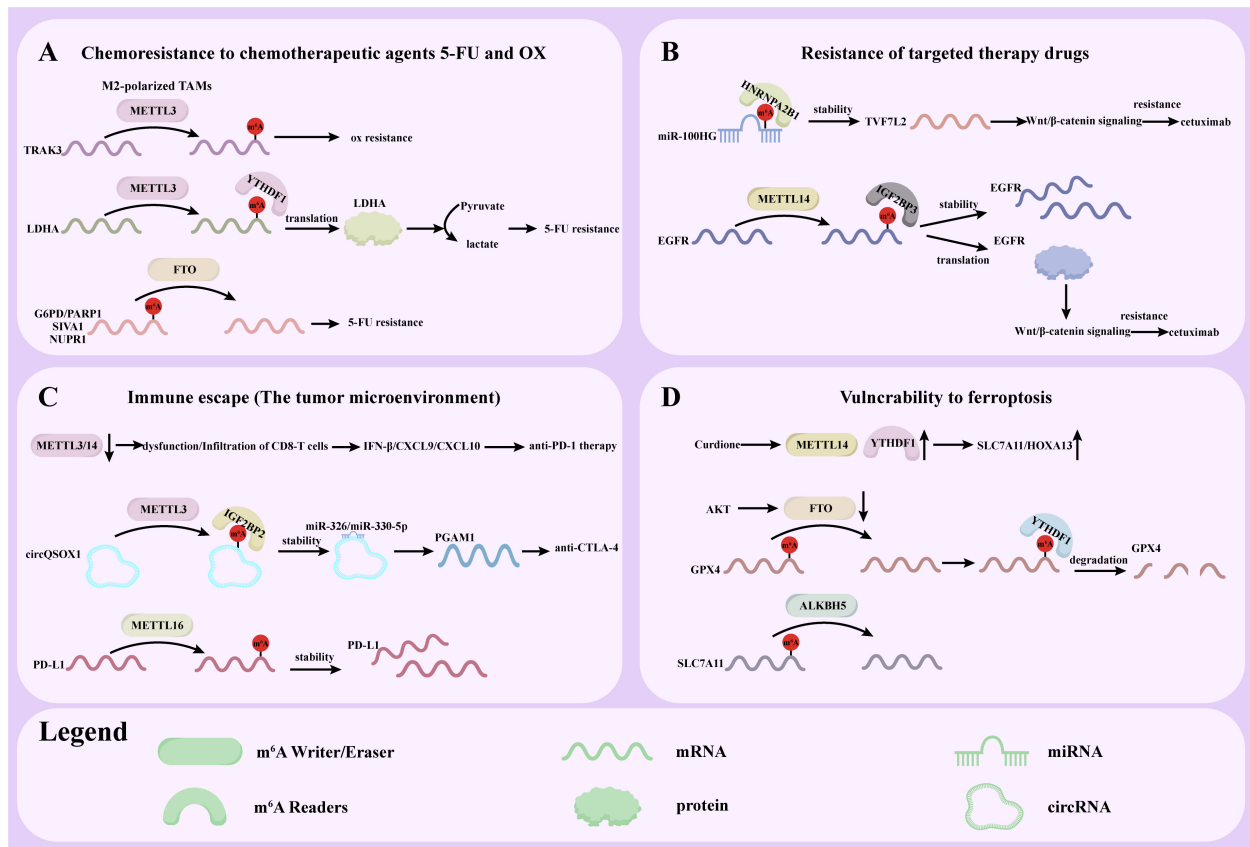 A
Chemoresistance to chemotherapeutic agents 5-FU and OX
M2-polarized TAMs
METTL3
m⁶A
TRAK3
ox resistance
METTL3
YTHDF1
m⁶A
LDHA
translation
LDHA
Pyruvate
lactate
5-FU resistance
FTO
m⁶A
G6PD/PARP1
SIVA1
NUPR1
5-FU resistance
B
Resistance of targeted therapy drugs
HNRNPA2B1
m⁶A
miR-100HG
stability
TVF7L2
Wnt/β-catenin signaling
resistance
cetuximab
METTL14
IGF2BP3
m⁶A
EGFR
stability
EGFR
translation
EGFR
Wnt/β-catenin signaling
resistance
cetuximab
C
Immune escape (The tumor microenvironment)
METTL3/14
dysfunction/Infiltration of CD8-T cells
IFN-β/CXCL9/CXCL10
anti-PD-1 therapy
METTL3
IGF2BP2
m⁶A
circQSOX1
stability
miR-326/miR-330-5p
PGAM1
anti-CTLA-4
METTL16
m⁶A
PD-L1
stability
PD-L1
D
Vulncrability to ferroptosis
Curdione
METTL14
YTHDF1
SLC7A11/HOXA13
AKT
FTO
m⁶A
GPX4
YTHDF1
m⁶A
degradation
GPX4
ALKBH5
m⁶A
SLC7A11
Legend
m⁶A Writer/Eraser
mRNA
miRNA
m⁶A Readers
protein
circRNA